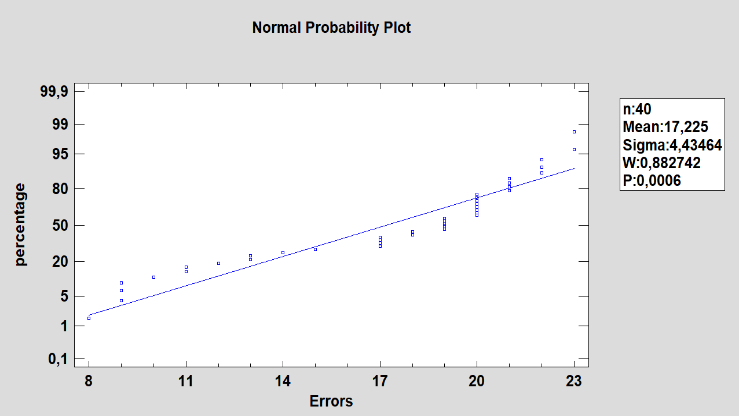 Normal Probability Plot
99,9
99
95
80
50
20
5
1
0,1
percentage
8 11 14 17 20 23
Errors
n:40
Mean:17,225
Sigma:4,43464
W:0,882742
P:0,0006